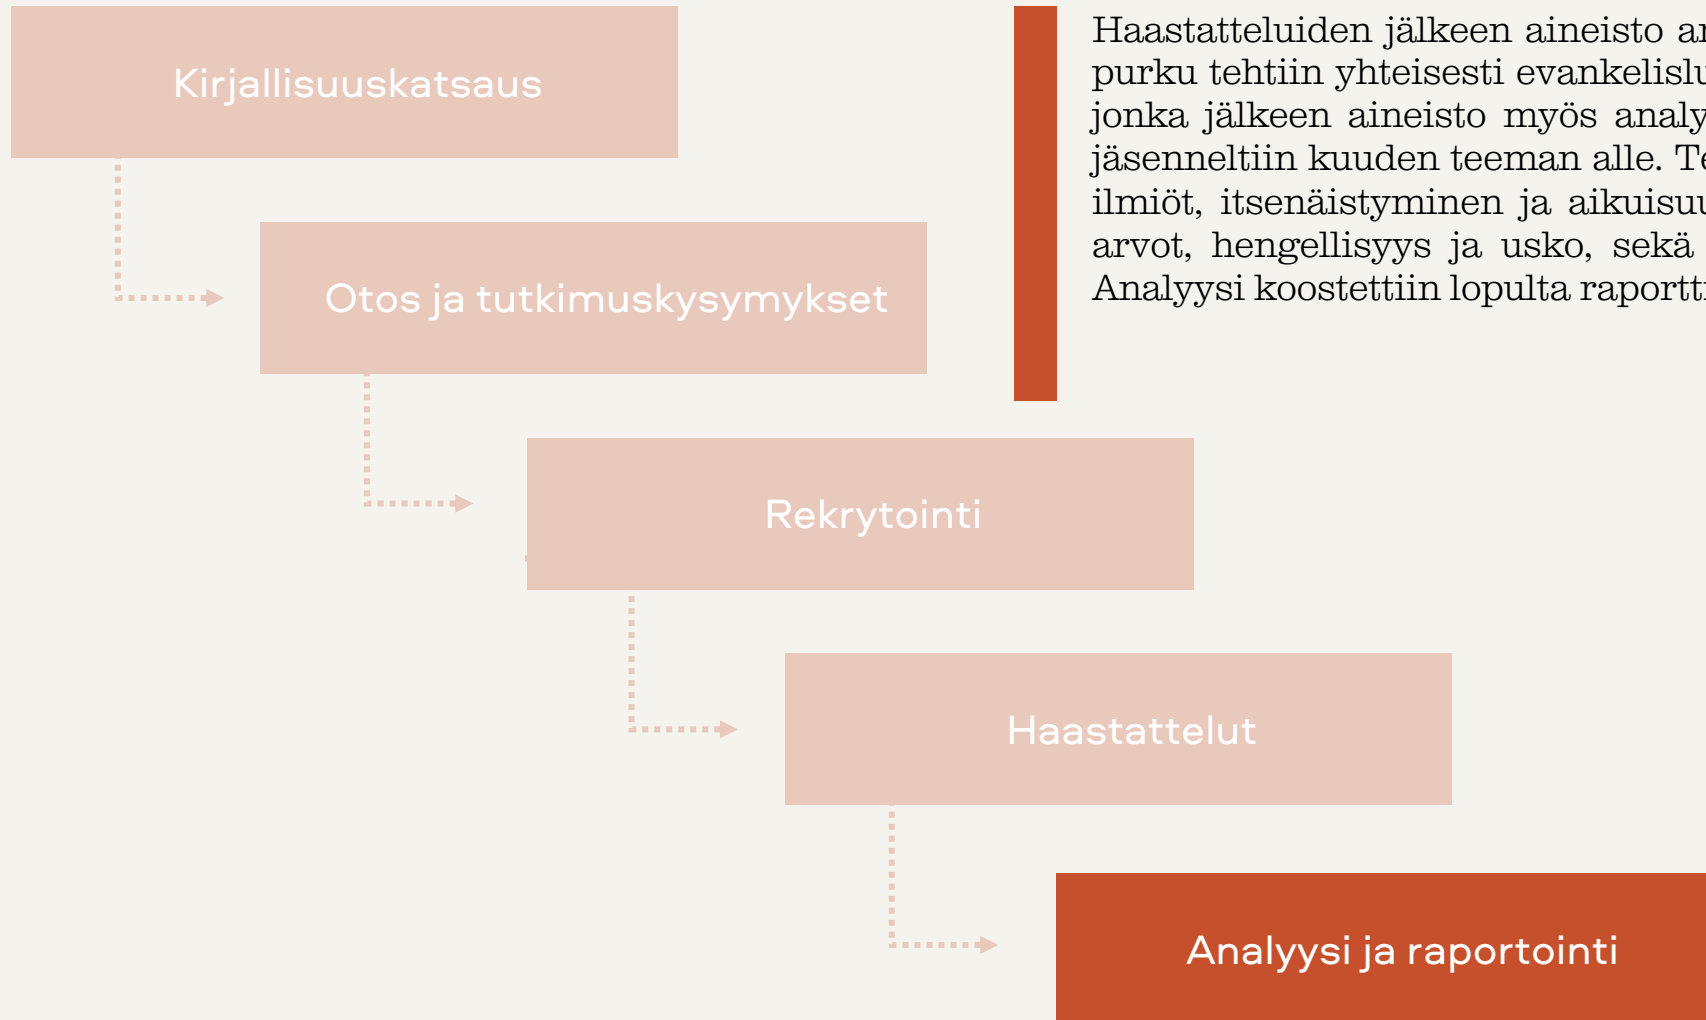 Kirjallisuuskatsaus
Otos ja tutkimuskysymykset
Rekrytointi
Haastattelut
Analyysi ja raportointi
Haastatteluiden jälkeen aineisto
purku tehtiin yhteisesti
jonka jälkeen aineisto myös
jäsenneltiin kuuden teeman alle.
ilmiöt, itsenäistyminen ja
arvot, hengellisyys ja usko, sekä
Analyysi koostettiin lopulta